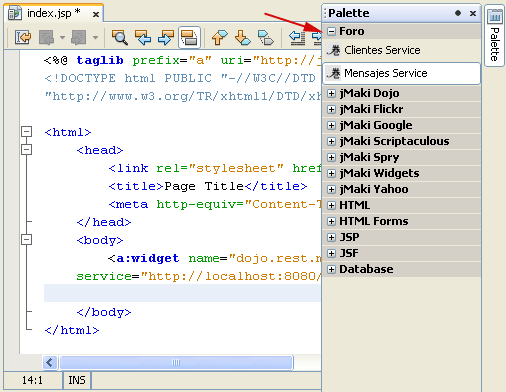 index.jsp *
<%@ taglib prefix="a" uri="http://j
<!DOCTYPE html PUBLIC "-//W3C//DTD
"http://www.w3.org/TR/xhtml1/DTD/xh
<html>
<head>
<link rel="stylesheet" href
<title>Page Title</title>
<meta http-equiv="Content-T
</head>
<body>
<a:widget name="dojo.rest.m
service="http://localhost:8080/
</body>
</html>
14:1 INS
Palette
Foro
Clientes Service
Mensajes Service
jMaki Dojo
jMaki Flickr
jMaki Google
jMaki Scriptaculous
jMaki Spry
jMaki Widgets
jMaki Yahoo
HTML
HTML Forms
JSP
JSF
Database
Palette